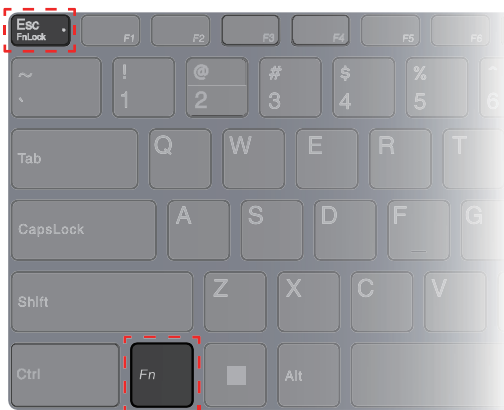 Esc
FnLock
F1
F2
F3
F4
F5
F6
~
`
!
1
@
2
#
3
$
4
%
5
^
6
Tab
Q
W
E
R
T
CapsLock
A
S
D
F
G
Shift
Z
X
C
V
Ctrl
Fn
Alt